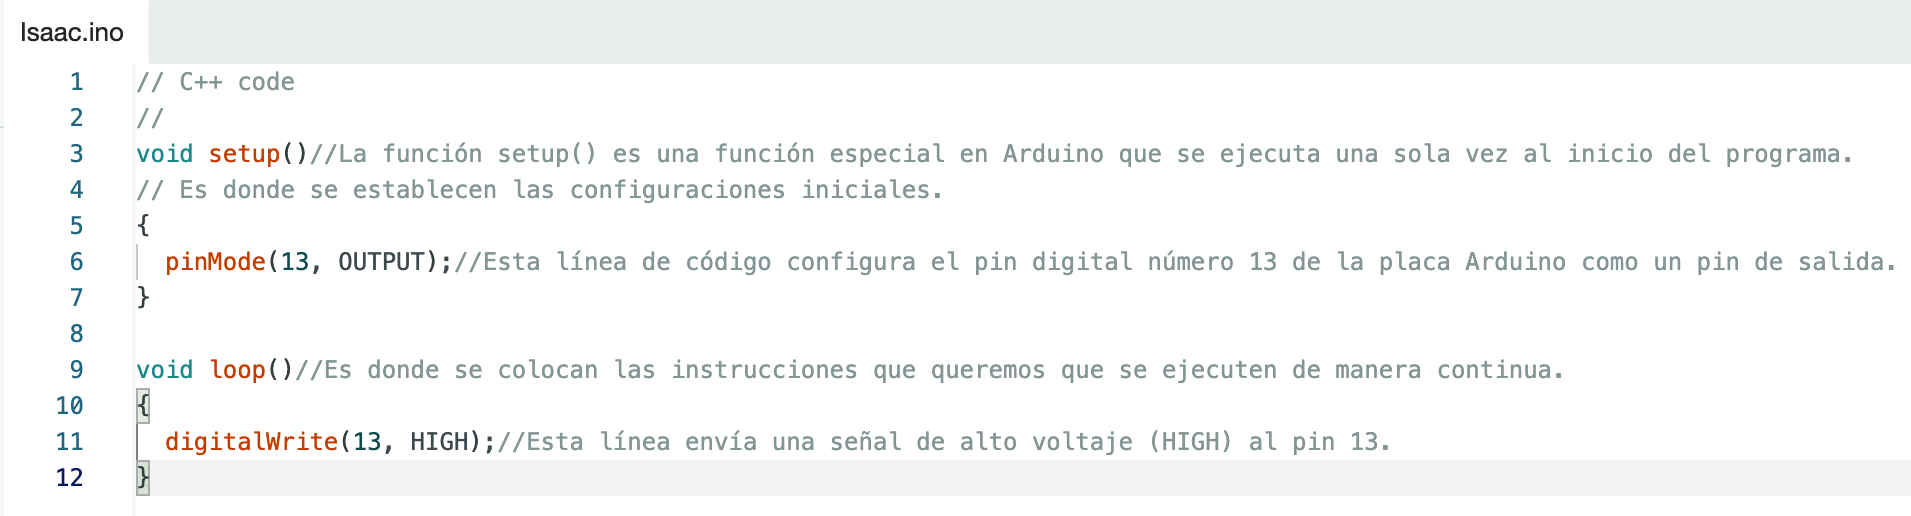 Isaac.ino
1 // C++ code
2 //
3 void setup()//La función setup() es una función especial en Arduino que se ejecuta una sola vez al inicio del programa.
4 // Es donde se establecen las configuraciones iniciales.
5 {
6   pinMode(13, OUTPUT);//Esta línea de código configura el pin digital número 13 de la placa Arduino como un pin de salida.
7 }
8
9 void loop()//Es donde se colocan las instrucciones que queremos que se ejecuten de manera continua.
10 {
11   digitalWrite(13, HIGH);//Esta línea envía una señal de alto voltaje (HIGH) al pin 13.
12 }